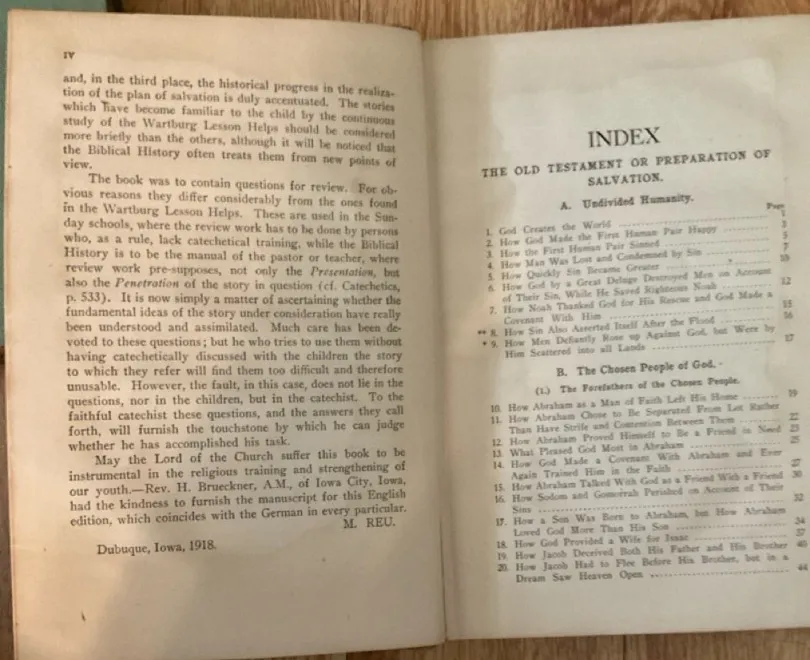 IV
and, in the third place, the historical progress in the realiza-
tion of the plan of salvation is duly accentuated. The stories
which have become familiar to the child by the continuous
study of the Wartburg Lesson Helps should be considered
more briefly than the others, although it will be noticed that
the Biblical History often treats them from new points of
view.
The book was to contain questions for review. For ob-
vious reasons they differ considerably from the ones found
in the Wartburg Lesson Helps. These are used in the Sun-
day schools, where the review work has to be done by persons
who, as a rule, lack catechetical training, while the Biblical
History is to be the manual of the pastor or teacher, where
review work pre-supposes, not only the Presentation, but
also the Penetration of the story in question (cf. Catechetics,
p. 533). It is now simply a matter of ascertaining whether the
fundamental ideas of the story under consideration have really
been understood and assimilated. Much care has been de-
voted to these questions; but he who tries to use them without
having catechetically discussed with the children the story
to which they refer will find them too difficult and therefore
unusable. However, the fault, in this case, does not lie in the
questions, nor in the children, but in the catechist. To the
faithful catechist these questions, and the answers they call
forth, will furnish the touchstone by which he can judge
whether he has accomplished his task.
May the Lord of the Church suffer this book to be
instrumental in the religious training and strengthening of
our youth.—Rev. H. Brueckner, A.M., of Iowa City, Iowa,
had the kindness to furnish the manuscript for this English
edition, which coincides with the German in every particular.
M. REU.
Dubuque, Iowa, 1918.
INDEX
THE OLD TESTAMENT OR PREPARATION OF
SALVATION.
A. Undivided Humanity.
Page
1. God Creates the World 1
2. How God Made the First Human Pair Happy 3
3. How the First Human Pair Sinned 5
4. How Man Was Lost and Condemned by Sin 7
5. How Quickly Sin Became Greater 10
6. How God by a Great Deluge Destroyed Men on Account
of Their Sin, While He Saved Righteous Noah 12
7. How Noah Thanked God for His Rescue and God Made a
Covenant With Him 15
** 8. How Sin Also Asserted Itself After the Flood 16
* 9. How Men Defiantly Rose up Against God, but Were by
Him Scattered into all Lands 17
B. The Chosen People of God.
(1.) The Forefathers of the Chosen People.
10. How Abraham as a Man of Faith Left His Home 19
11. How Abraham Chose to Be Separated From Lot Rather
Than Have Strife and Contention Between Them 22
12. How Abraham Proved Himself to Be a Friend in Need 23
13. What Pleased God Most in Abraham 25
14. How God Made a Covenant With Abraham and Ever
Again Trained Him in the Faith 27
15. How Abraham Talked With God as a Friend With a Friend 30
16. How Sodom and Gomorrah Perished on Account of Their
Sins 32
17. How a Son Was Born to Abraham, but How Abraham
Loved God More Than His Son 34
18. How God Provided a Wife for Isaac 37
19. How Jacob Deceived Both His Father and His Brother 40
20. How Jacob Had to Flee Before His Brother, but in a
Dream Saw Heaven Open 44